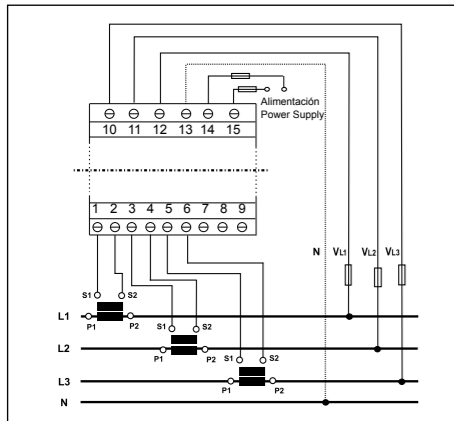 10 11 12 13 14 15
Alimentación
Power Supply
1 2 3 4 5 6 7 8 9
N VL1 VL2 VL3
S1 S2
L1
P1 P2
S1 S2
L2
P1 P2
S1 S2
L3
P1 P2
N